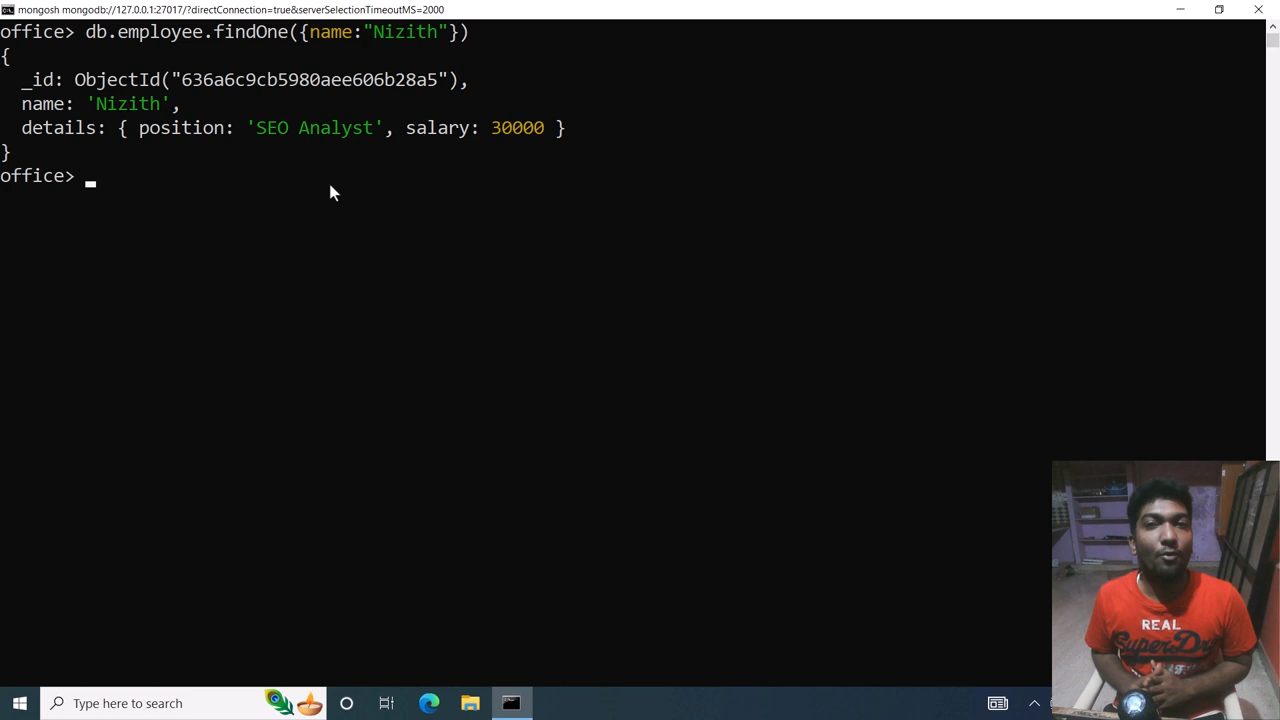 mongosh mongodb://127.0.0.1:27017/?directConnection=true&serverSelectionTimeoutMS=2000
office> db.employee.findOne({name:"Nizith"})
{
  _id: ObjectId("636a6c9cb5980aee606b28a5"),
  name: 'Nizith',
  details: { position: 'SEO Analyst', salary: 30000 }
}
office>
REAL
SuperDr
Type here to search